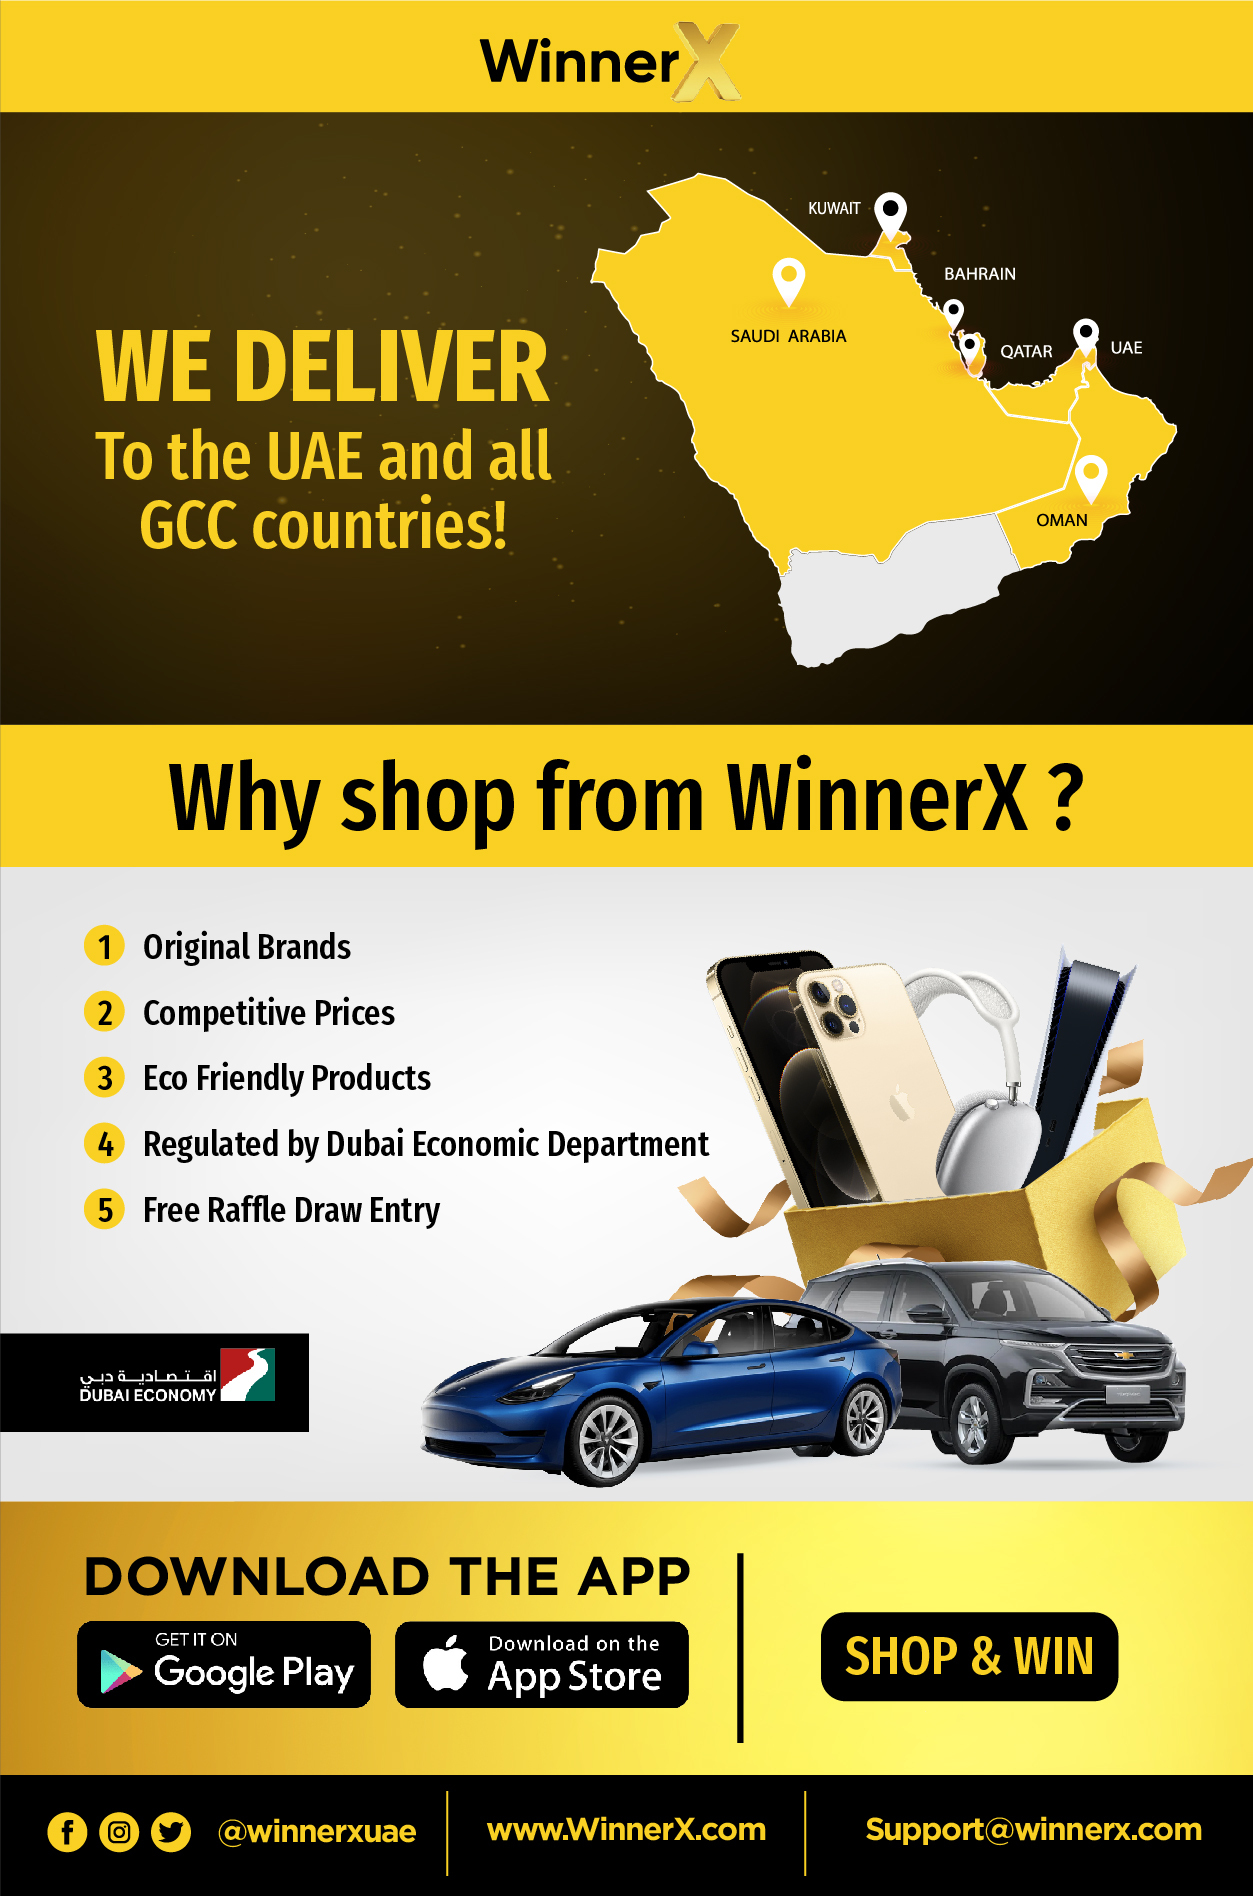 WinnerX
KUWAIT
BAHRAIN
SAUDI ARABIA
QATAR
UAE
OMAN
WE DELIVER
To the UAE and all
GCC countries!
Why shop from WinnerX ?
1 Original Brands
2 Competitive Prices
3 Eco Friendly Products
4 Regulated by Dubai Economic Department
5 Free Raffle Draw Entry
اقتصادية دبي
DUBAI ECONOMY
DOWNLOAD THE APP
GET IT ON
Google Play
Download on the
App Store
SHOP & WIN
@winnerxuae
www.WinnerX.com
Support@winnerx.com